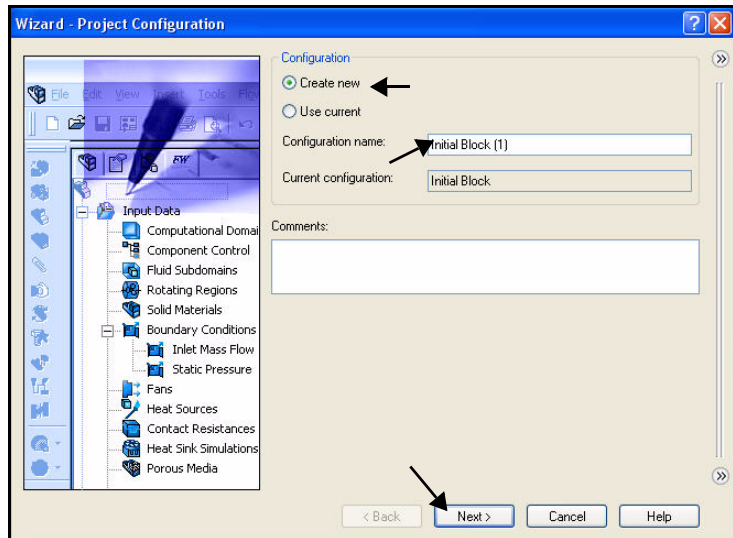 Wizard - Project Configuration
File Edit View Insert Tools Flo
FW
Input Data
Computational Domai
Component Control
Fluid Subdomains
Rotating Regions
Solid Materials
Boundary Conditions
Inlet Mass Flow
Static Pressure
Fans
Heat Sources
Contact Resistances
Heat Sink Simulations
Porous Media
Configuration
Create new
Use current
Configuration name: Initial Block (1)
Current configuration: Initial Block
Comments:
< Back Next > Cancel Help